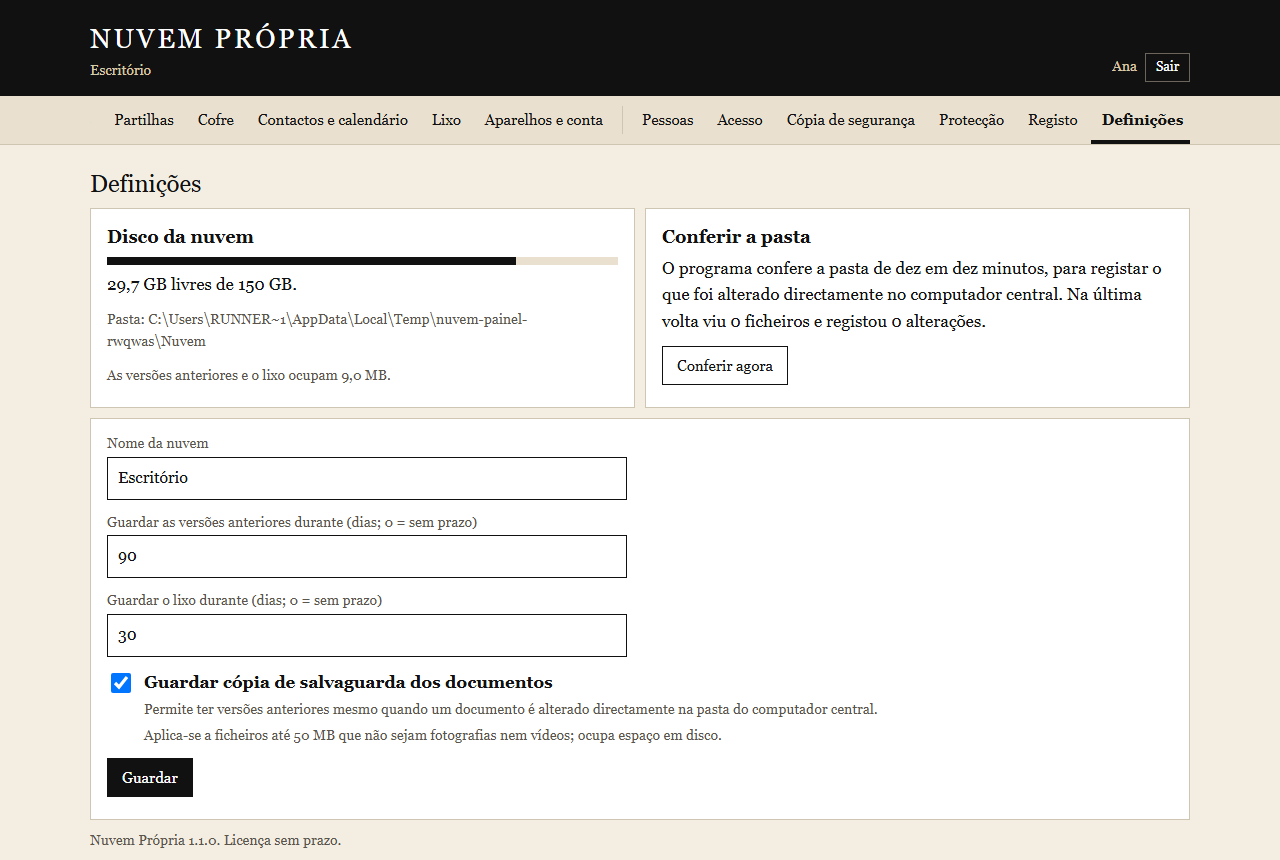 NUVEM PRÓPRIA
Escritório
Ana
Sair
Partilhas
Cofre
Contactos e calendário
Lixo
Aparelhos e conta
Pessoas
Acesso
Cópia de segurança
Protecção
Registo
Definições
Definições
Disco da nuvem
29,7 GB livres de 150 GB.
Pasta: C:\Users\RUNNER~1\AppData\Local\Temp\nuvem-painel-
rwqwas\Nuvem
As versões anteriores e o lixo ocupam 9,0 MB.
Conferir a pasta
O programa confere a pasta de dez em dez minutos, para registar o
que foi alterado directamente no computador central. Na última
volta viu 0 ficheiros e registou 0 alterações.
Conferir agora
Nome da nuvem
Escritório
Guardar as versões anteriores durante (dias; 0 = sem prazo)
90
Guardar o lixo durante (dias; 0 = sem prazo)
30
Guardar cópia de salvaguarda dos documentos
Permite ter versões anteriores mesmo quando um documento é alterado directamente na pasta do computador central.
Aplica-se a ficheiros até 50 MB que não sejam fotografias nem vídeos; ocupa espaço em disco.
Guardar
Nuvem Própria 1.1.0. Licença sem prazo.